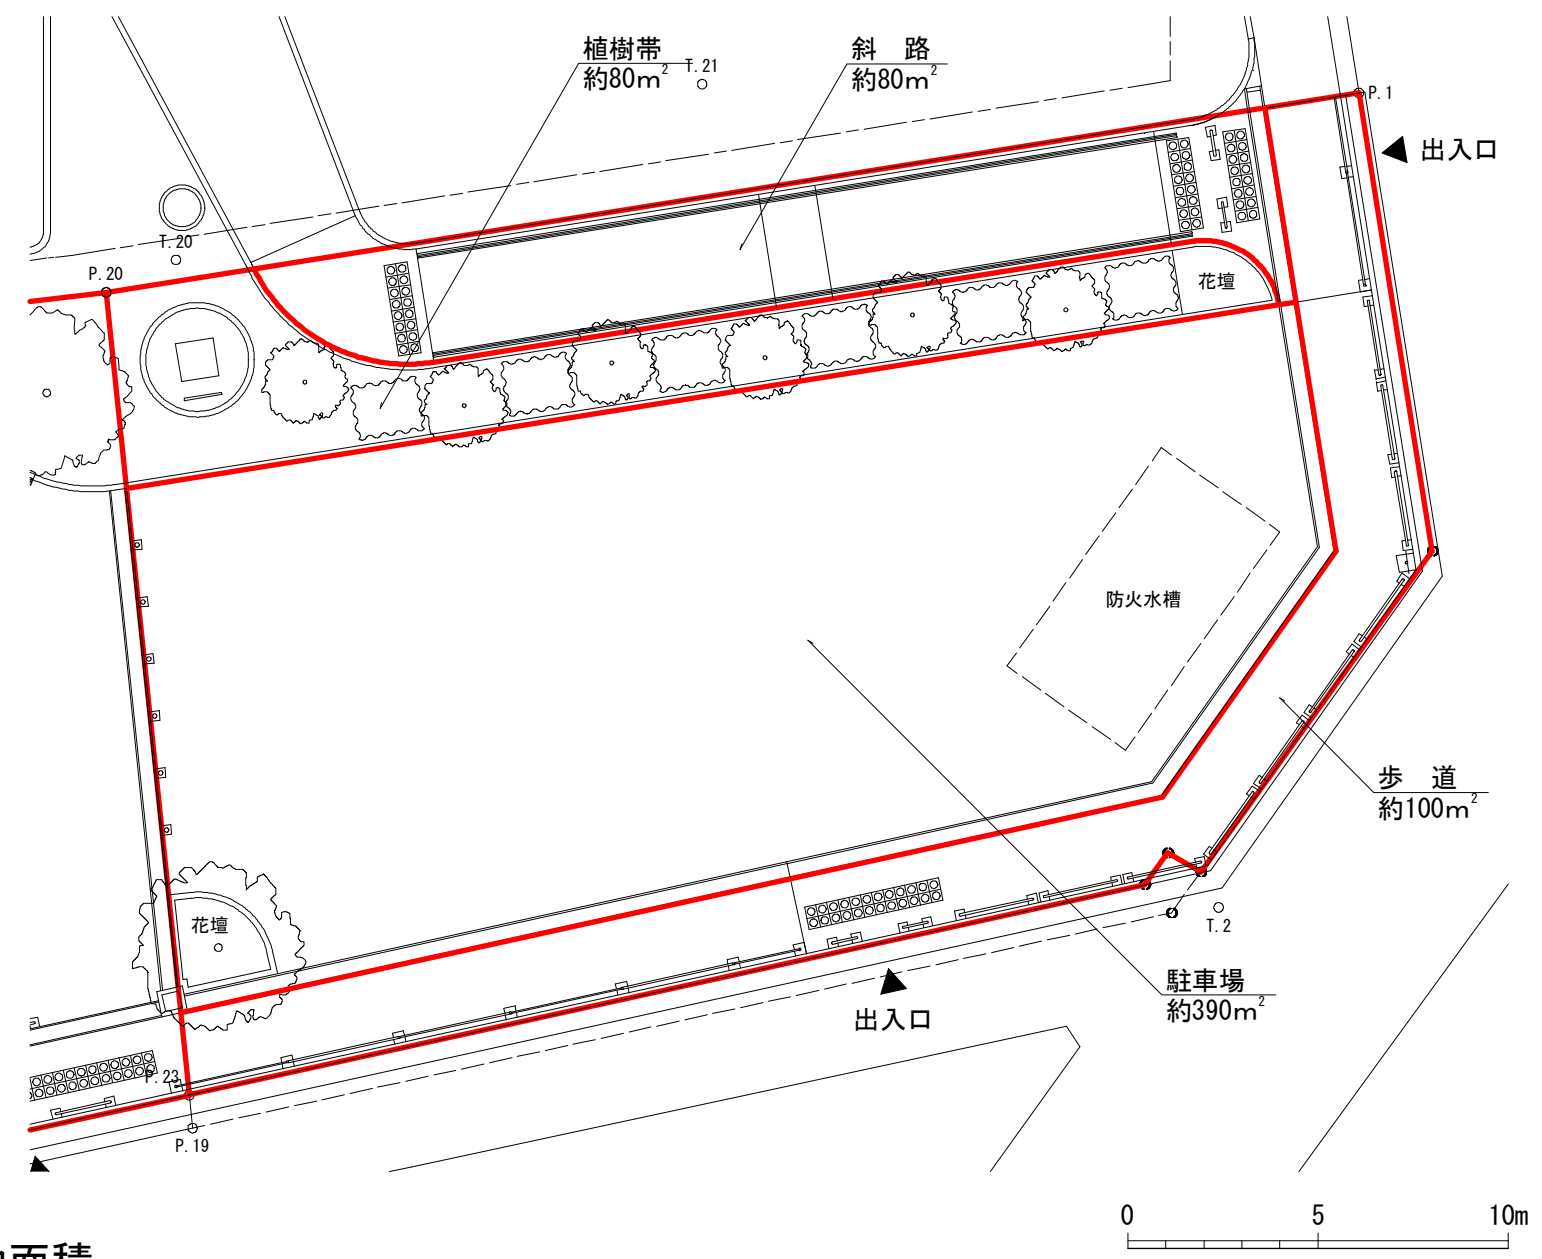 植樹帯
約80m²
T.21
斜　路
約80m²
P.1
出入口
T.20
P.20
花壇
防火水槽
歩　道
約100m²
花壇
T.2
駐車場
約390m²
出入口
P.23
P.19
0 5 10m
面積